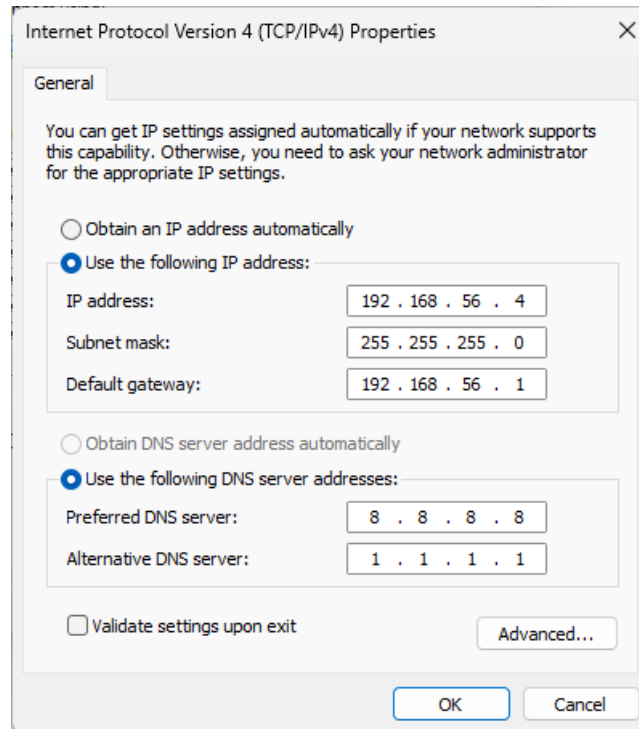 Internet Protocol Version 4 (TCP/IPv4) Properties
General
You can get IP settings assigned automatically if your network supports
this capability. Otherwise, you need to ask your network administrator
for the appropriate IP settings.
Obtain an IP address automatically
Use the following IP address:
IP address: 192 . 168 . 56 . 4
Subnet mask: 255 . 255 . 255 . 0
Default gateway: 192 . 168 . 56 . 1
Obtain DNS server address automatically
Use the following DNS server addresses:
Preferred DNS server: 8 . 8 . 8 . 8
Alternative DNS server: 1 . 1 . 1 . 1
Validate settings upon exit
Advanced...
OK Cancel